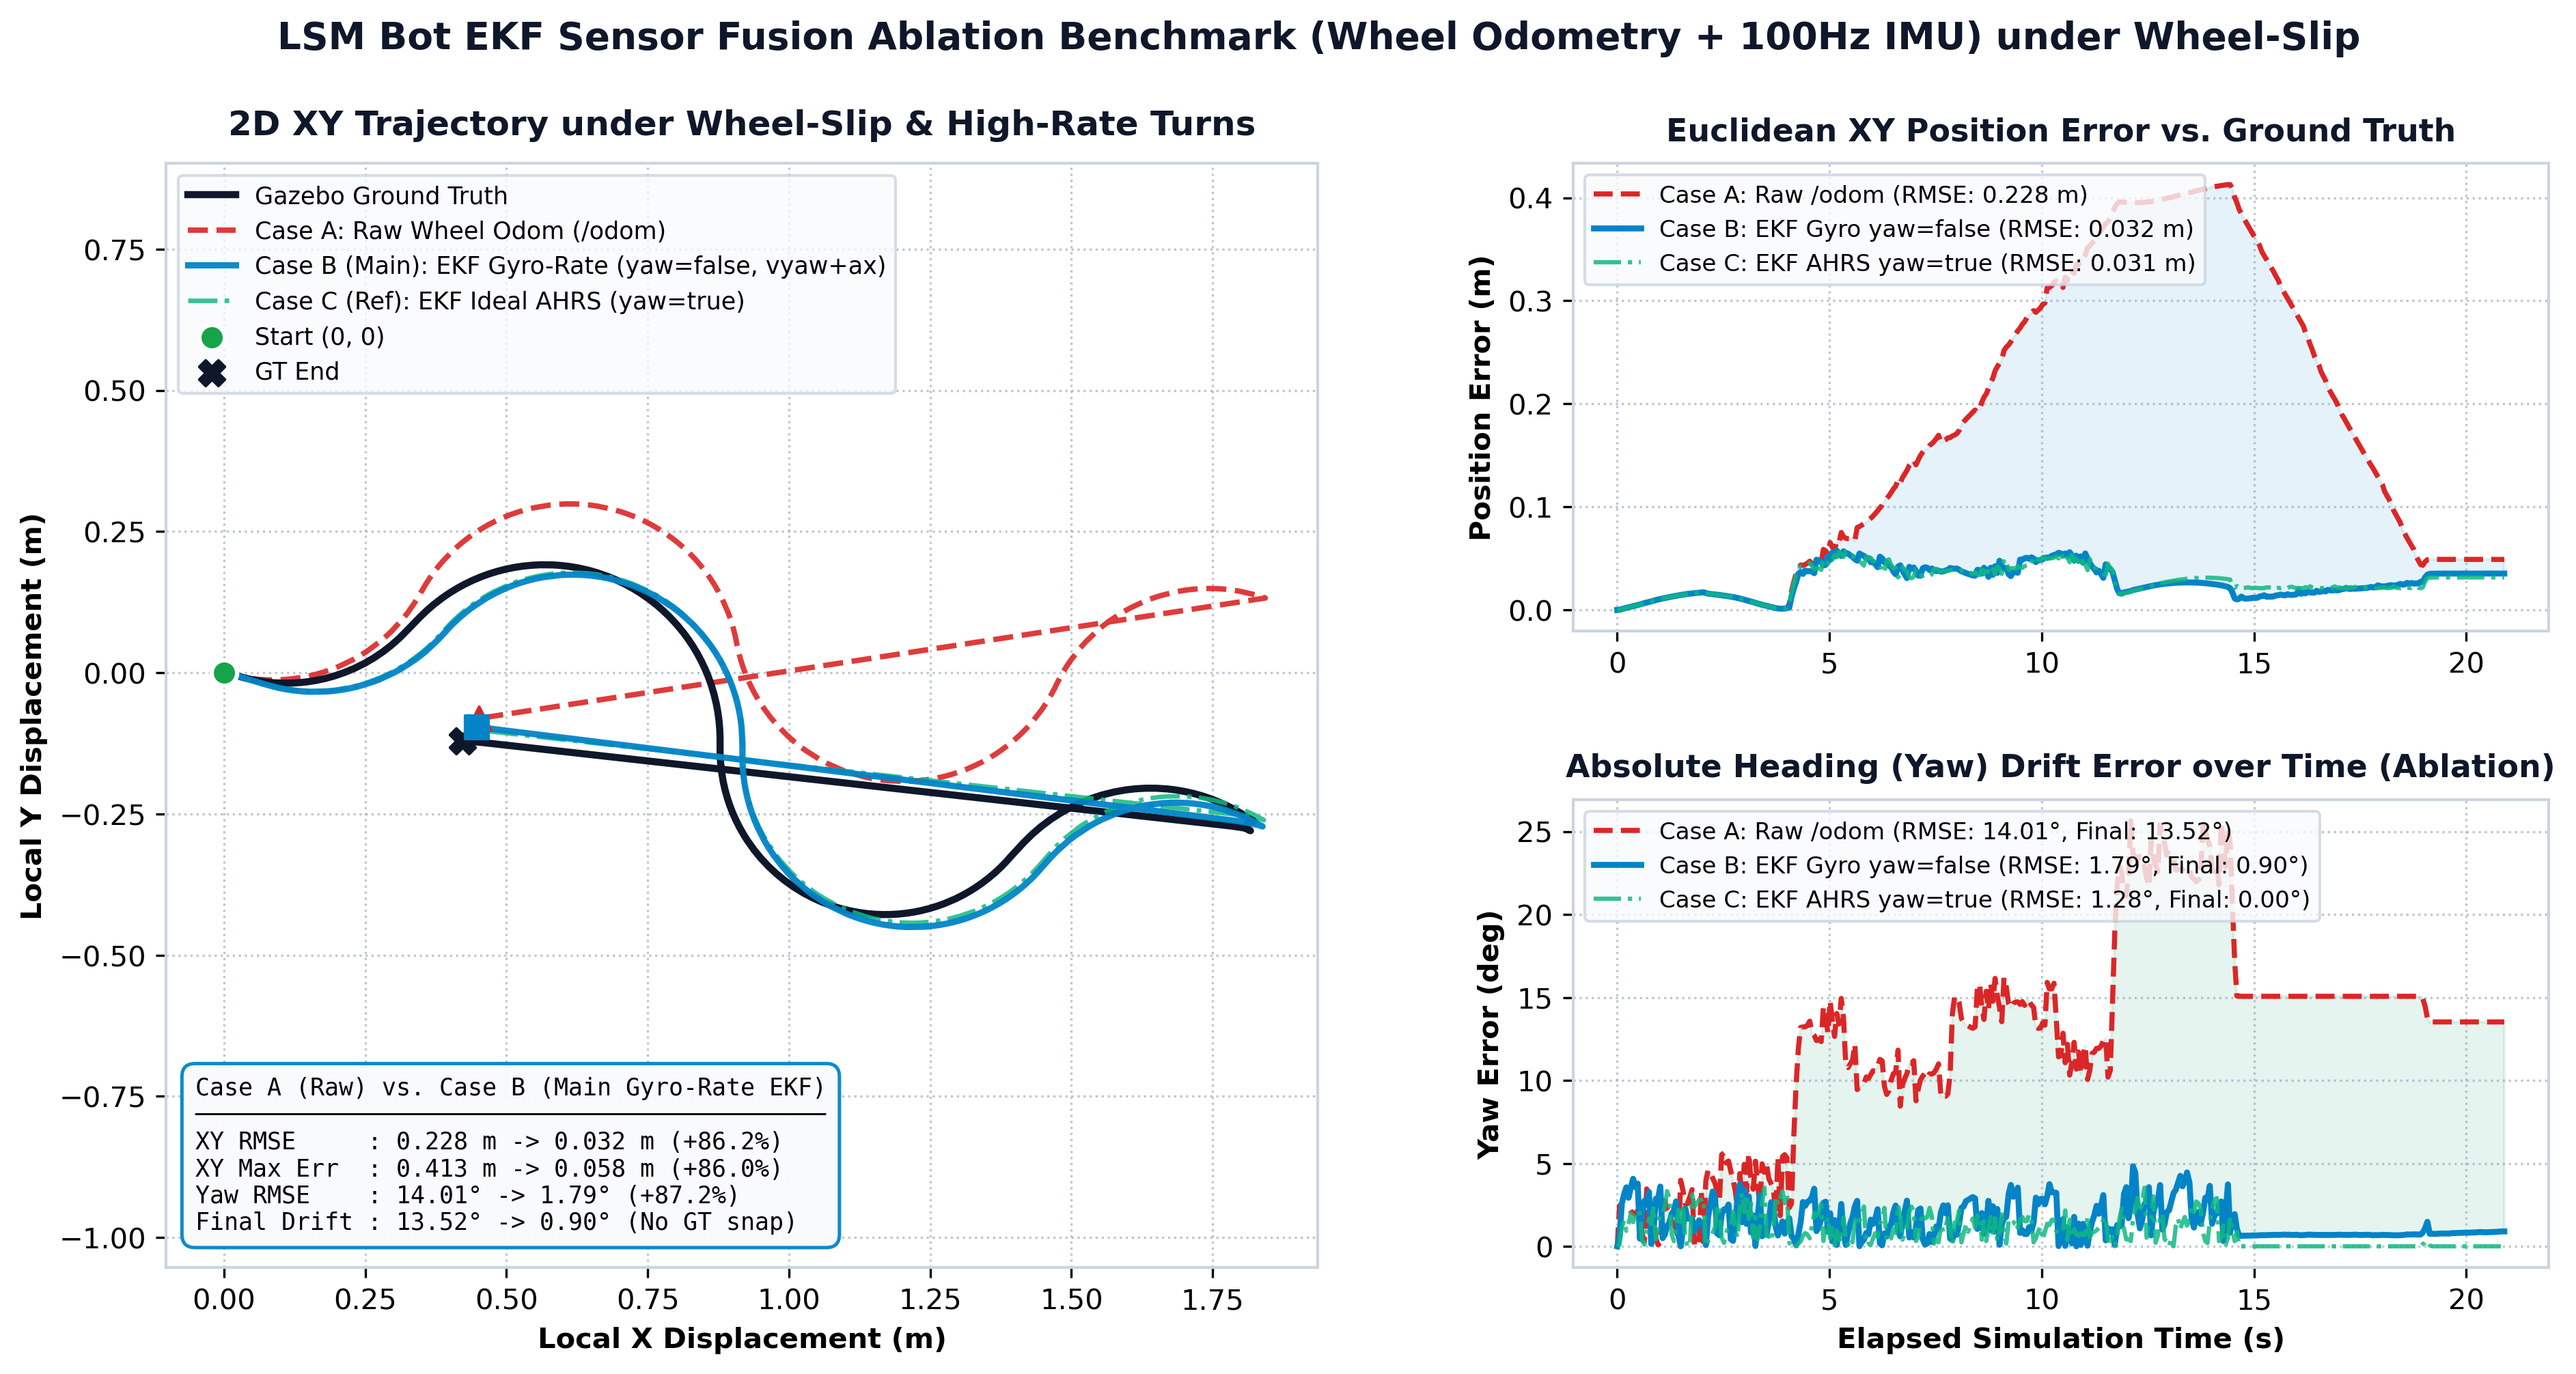 LSM Bot EKF Sensor Fusion Ablation Benchmark (Wheel Odometry + 100Hz IMU) under Wheel-Slip
2D XY Trajectory under Wheel-Slip & High-Rate Turns
Gazebo Ground Truth
Case A: Raw Wheel Odom (/odom)
Case B (Main): EKF Gyro-Rate (yaw=false, vyaw+ax)
Case C (Ref): EKF Ideal AHRS (yaw=true)
Start (0, 0)
GT End
Local Y Displacement (m)
0.75
0.50
0.25
0.00
−0.25
−0.50
−0.75
−1.00
Case A (Raw) vs. Case B (Main Gyro-Rate EKF)
XY RMSE     : 0.228 m -> 0.032 m (+86.2%)
XY Max Err  : 0.413 m -> 0.058 m (+86.0%)
Yaw RMSE    : 14.01° -> 1.79° (+87.2%)
Final Drift : 13.52° -> 0.90° (No GT snap)
0.00 0.25 0.50 0.75 1.00 1.25 1.50 1.75
Local X Displacement (m)
Euclidean XY Position Error vs. Ground Truth
Case A: Raw /odom (RMSE: 0.228 m)
Case B: EKF Gyro yaw=false (RMSE: 0.032 m)
Case C: EKF AHRS yaw=true (RMSE: 0.031 m)
Position Error (m)
0.4
0.3
0.2
0.1
0.0
0 5 10 15 20
Absolute Heading (Yaw) Drift Error over Time (Ablation)
Case A: Raw /odom (RMSE: 14.01°, Final: 13.52°)
Case B: EKF Gyro yaw=false (RMSE: 1.79°, Final: 0.90°)
Case C: EKF AHRS yaw=true (RMSE: 1.28°, Final: 0.00°)
Yaw Error (deg)
25
20
15
10
5
0
0 5 10 15 20
Elapsed Simulation Time (s)